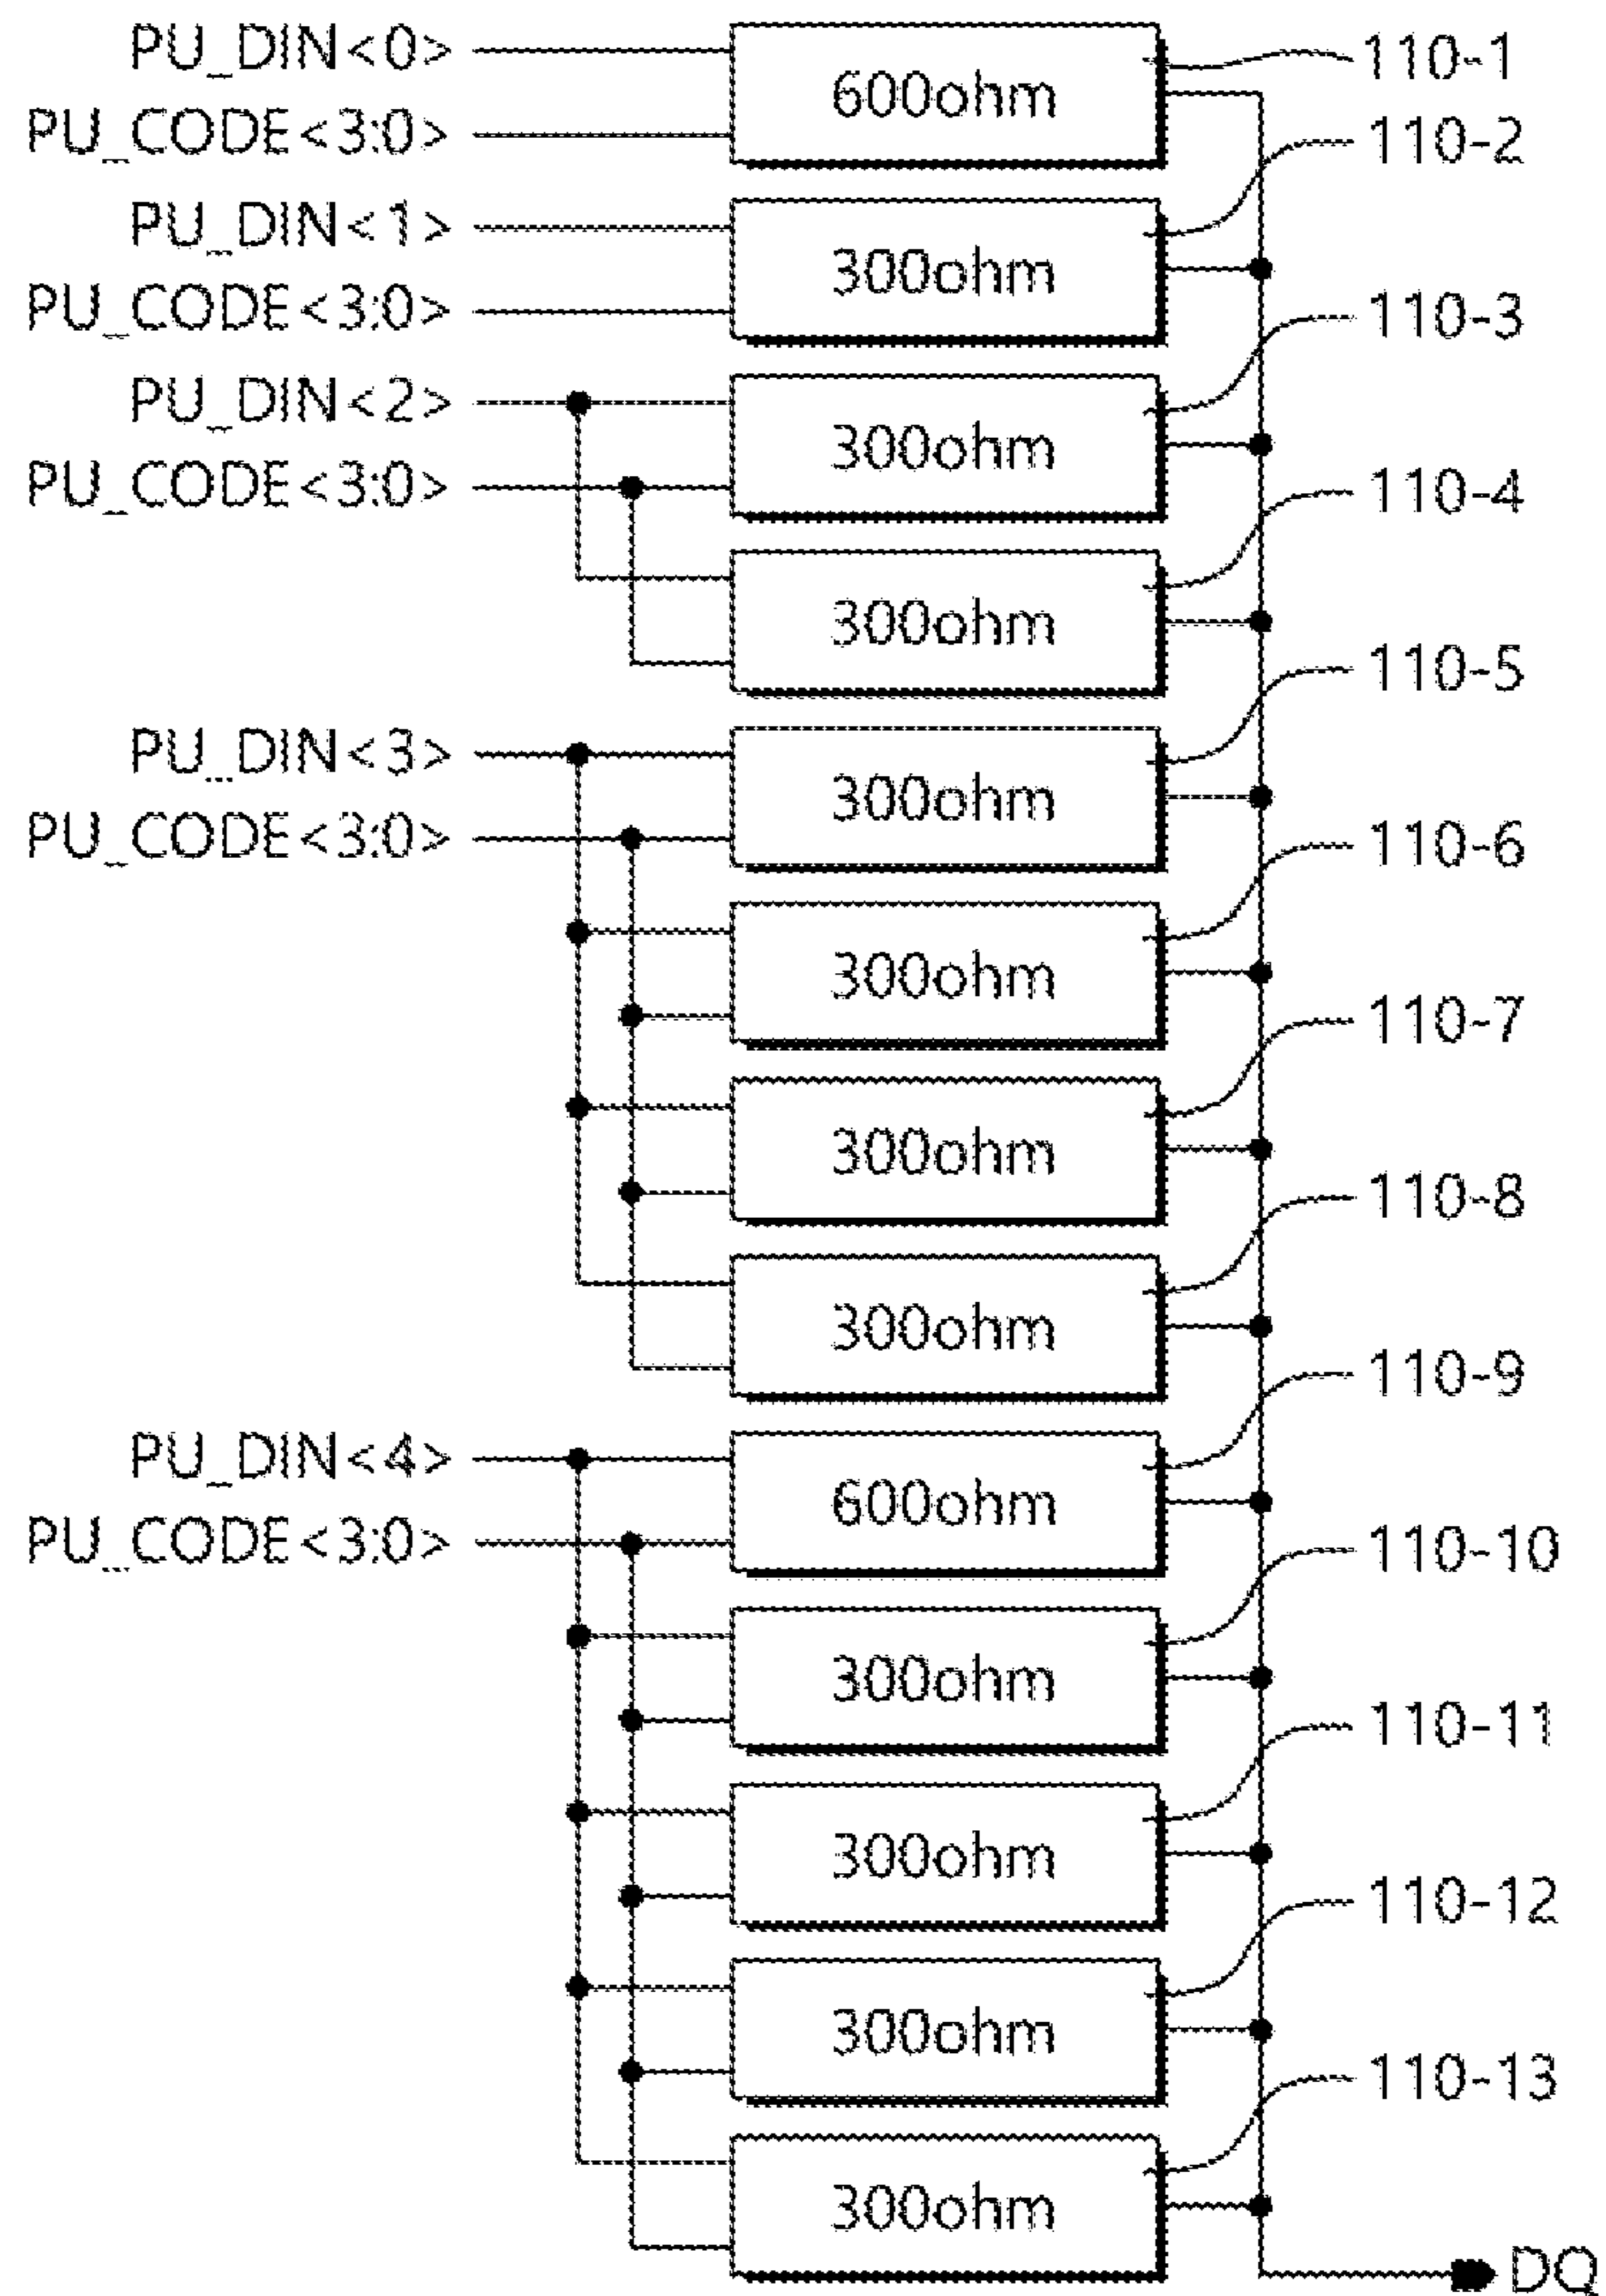 PU_DIN<0>
PU_CODE<3:0>
600ohm
110-1
PU_DIN<1>
PU_CODE<3:0>
300ohm
110-2
PU_DIN<2>
PU_CODE<3:0>
300ohm
110-3
300ohm
110-4
PU_DIN<3>
PU_CODE<3:0>
300ohm
110-5
300ohm
110-6
300ohm
110-7
300ohm
110-8
PU_DIN<4>
PU_CODE<3:0>
600ohm
110-9
300ohm
110-10
300ohm
110-11
300ohm
110-12
300ohm
110-13
DQ